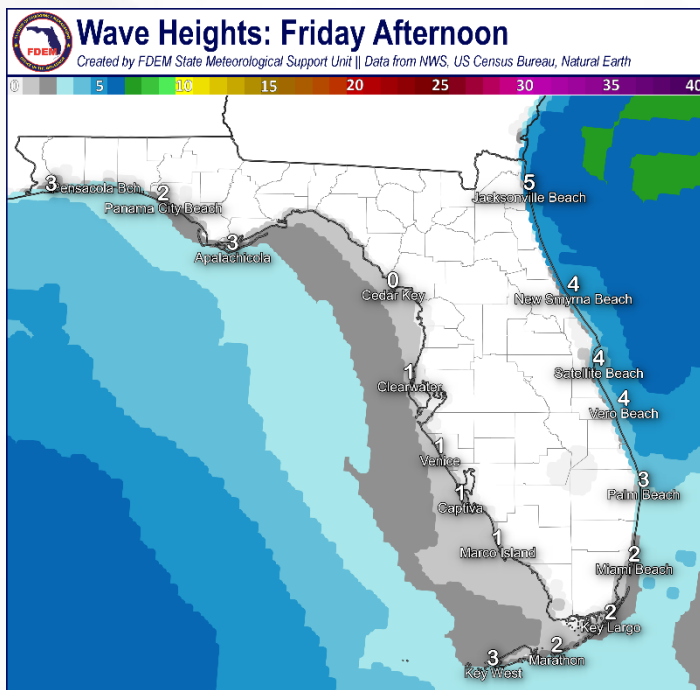 Wave Heights: Friday Afternoon
Created by FDEM State Meteorological Support Unit || Data from NWS, US Census Bureau, Natural Earth
FDEM
0 5 10 15 20 25 30 35 40
3
Pensacola Bch.
2
Panama City Beach
3
Apalachicola
5
Jacksonville Beach
0
Cedar Key
4
New Smyrna Beach
4
Satellite Beach
1
Clearwater
4
Vero Beach
1
Venice
3
Palm Beach
1
Captiva
1
Marco Island
2
Miami Beach
2
Key Largo
2
Marathon
3
Key West